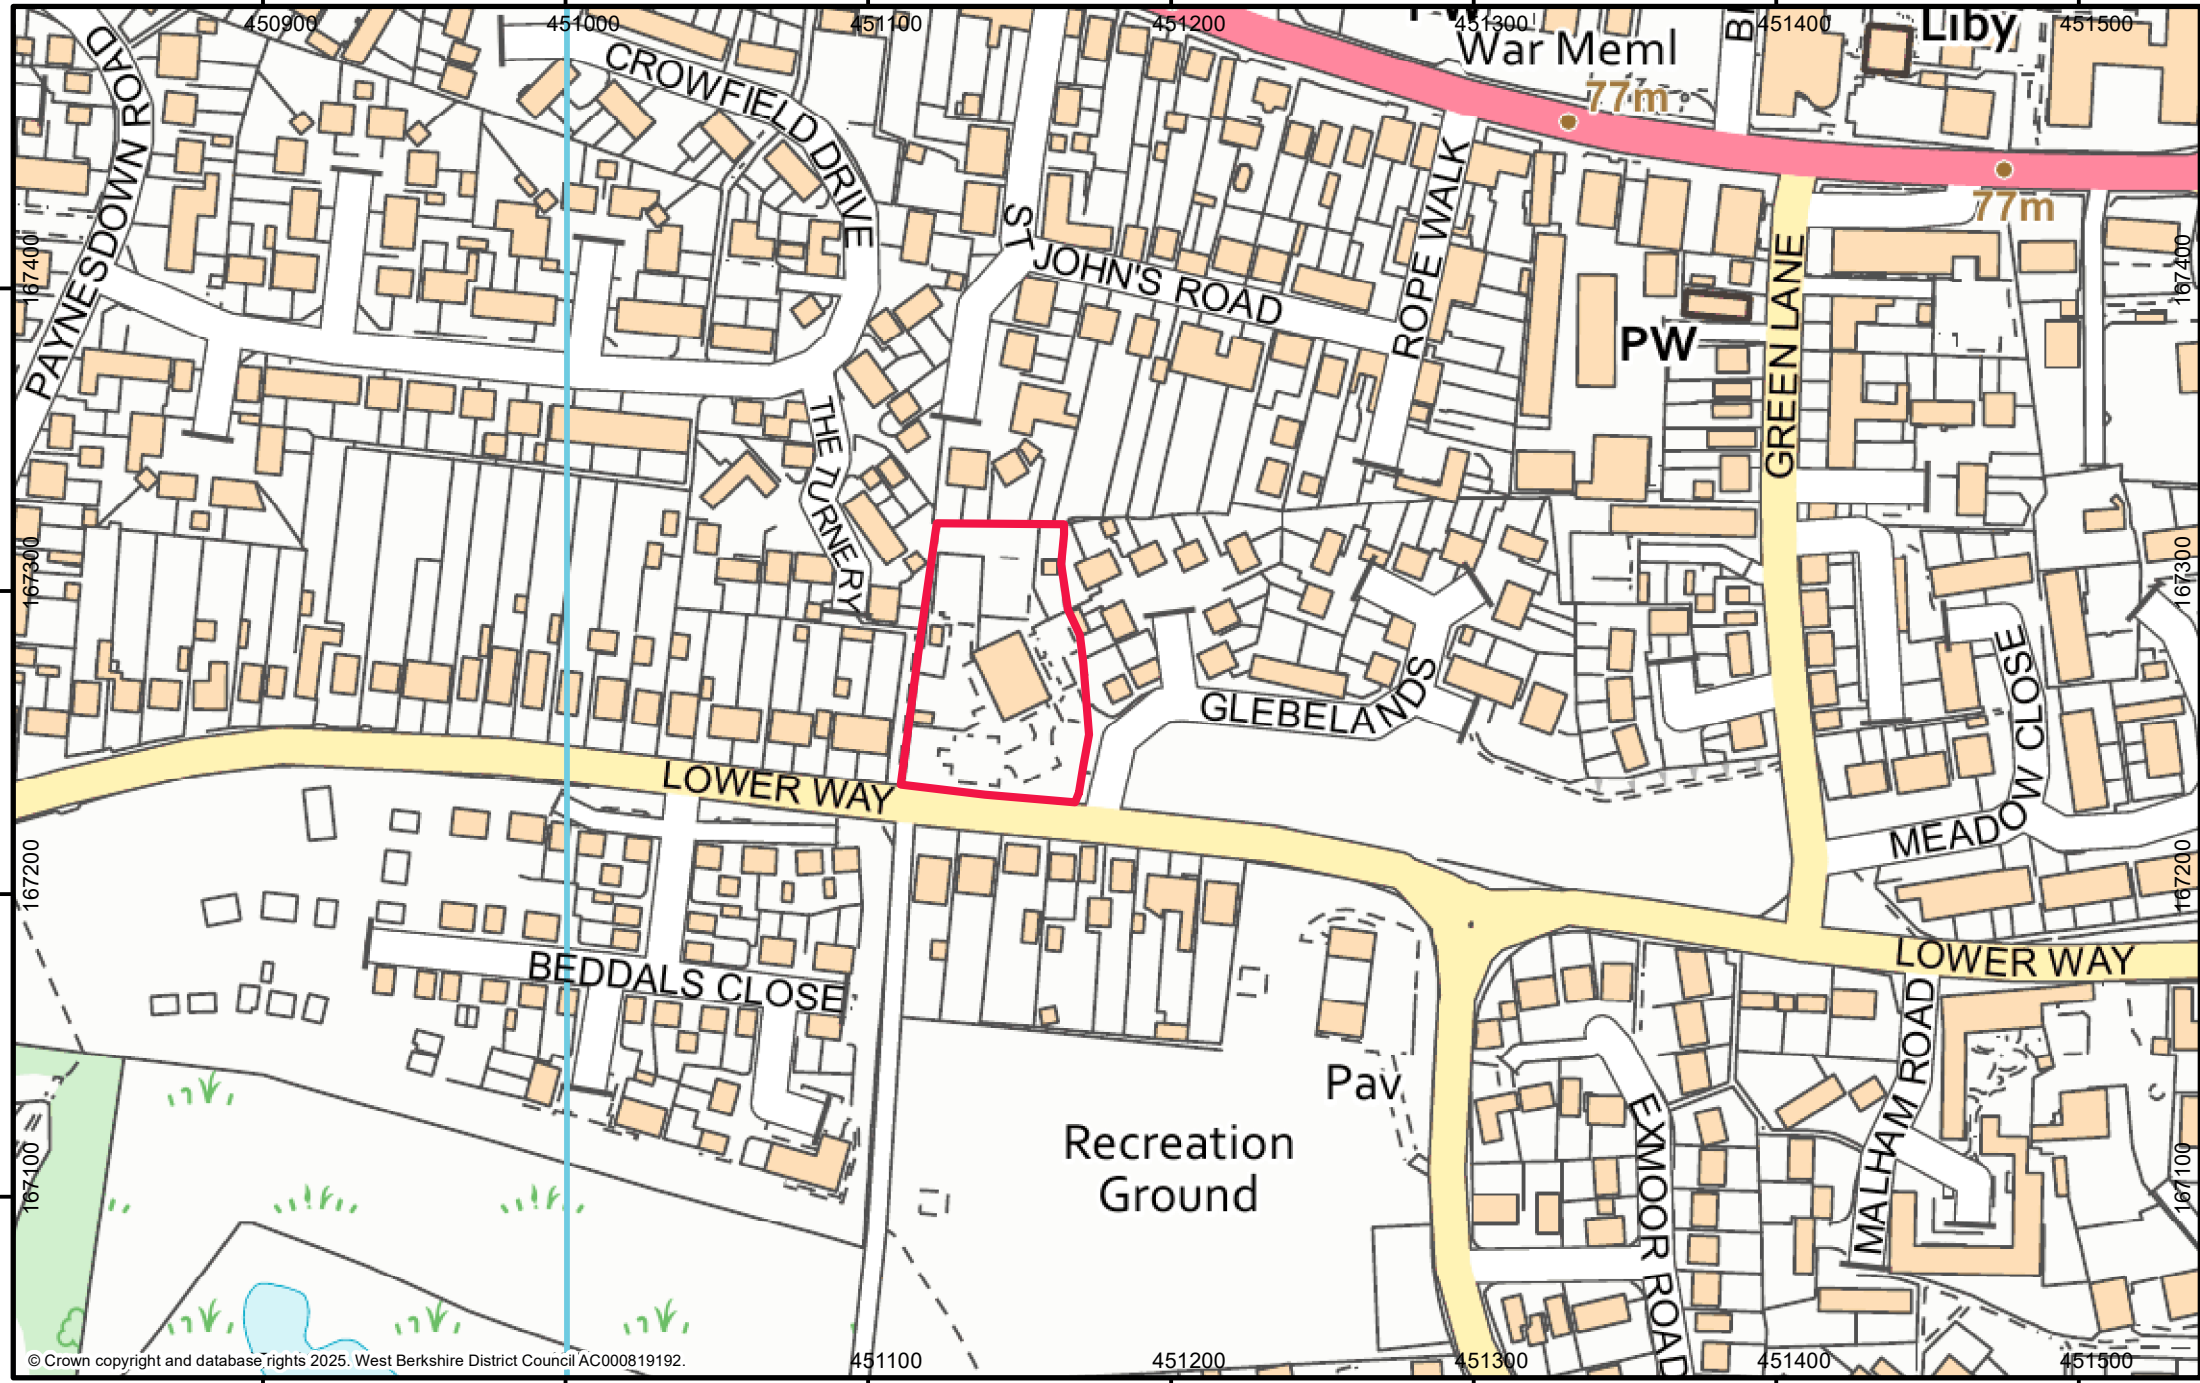 450900
451000
451100
451200
451300
451400
451500
Liby
War Meml
77m
77m
PAYNESDOWN ROAD
CROWFIELD DRIVE
ST JOHN'S ROAD
ROPE WALK
GREEN LANE
PW
167400
167400
THE TURNERY
167300
167300
GLEBELANDS
MEADOW CLOSE
LOWER WAY
167200
167200
LOWER WAY
BEDDALS CLOSE
Pav
Recreation
Ground
EXMOOR ROAD
MALHAM ROAD
167100
167100
© Crown copyright and database rights 2025. West Berkshire District Council AC000819192.
451100
451200
451300
451400
451500